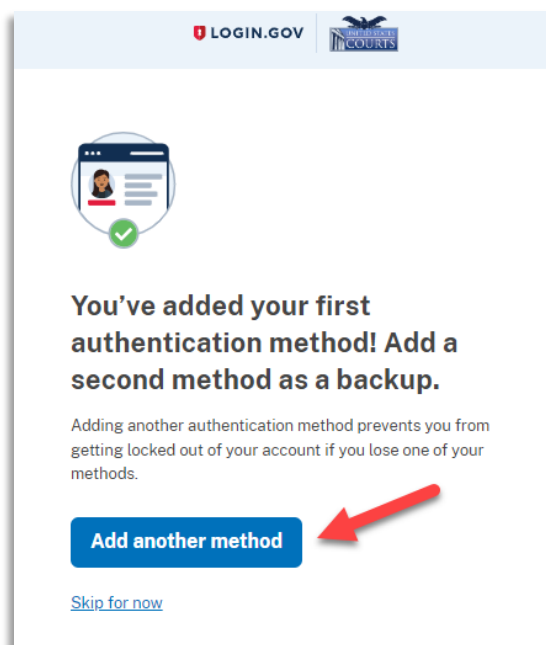 LOGIN.GOV
UNITED STATES
COURTS
You’ve added your first
authentication method! Add a
second method as a backup.
Adding another authentication method prevents you from
getting locked out of your account if you lose one of your
methods.
Add another method
Skip for now